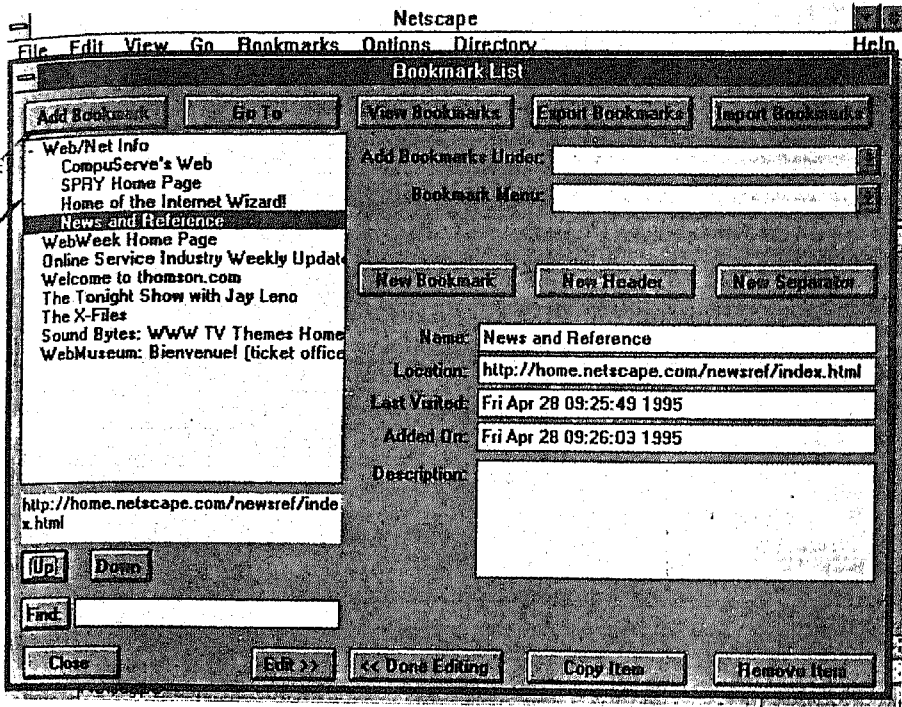 Netscape
File Edit View Go Bookmarks Options Directory Help
Bookmark List
Add Bookmark Go To View Bookmarks Export Bookmarks Import Bookmarks
- Web/Net Info
CompuServe's Web
SPRY Home Page
Home of the Internet Wizard!
News and Reference
WebWeek Home Page
Online Service Industry Weekly Update
Welcome to thomson.com
The Tonight Show with Jay Leno
The X-Files
Sound Bytes: WWW TV Themes Home
WebMuseum: Bienvenue! (ticket office
Add Bookmarks Under:
Bookmark Menu:
New Bookmark New Header New Separator
Name: News and Reference
Location: http://home.netscape.com/newsref/index.html
Last Visited: Fri Apr 28 09:25:49 1995
Added On: Fri Apr 28 09:26:03 1995
Description:
http://home.netscape.com/newsref/inde
x.html
Up Down
Find:
Close Edit >> << Done Editing Copy Item Remove Item